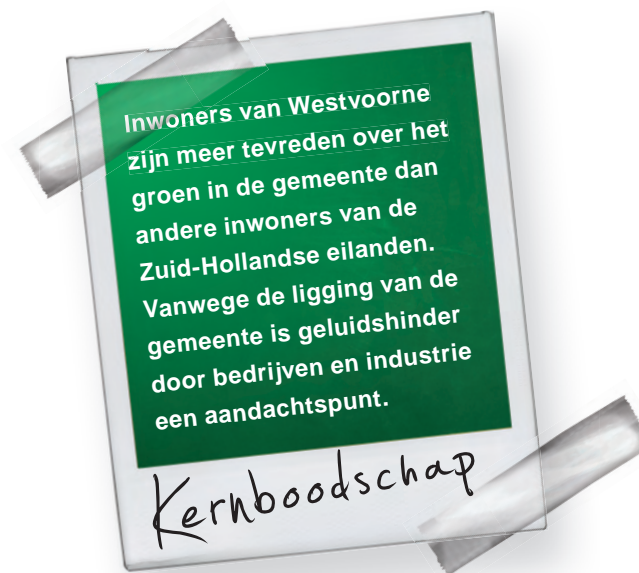 Inwoners van Westvoorne
zijn meer tevreden over het
groen in de gemeente dan
andere inwoners van de
Zuid-Hollandse eilanden.
Vanwege de ligging van de
gemeente is geluidshinder
door bedrijven en industrie
een aandachtspunt.
Kernboodschap